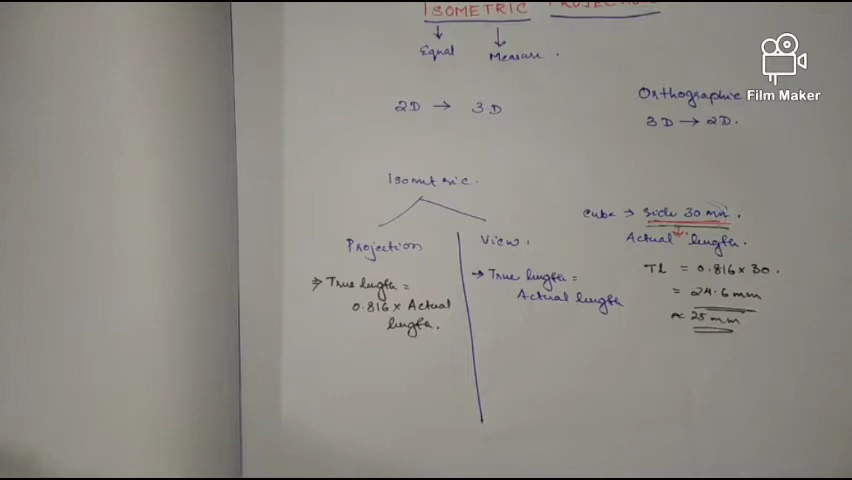 ISOMETRIC PROJECTIONS
Equal
Measure.
2D → 3D
Orthographic
3D → 2D.
Isometric.
Projection
View.
⇒ True length =
0.816 × Actual
length.
→ True length =
Actual length
Cube → Side 30 mm.
Actual length.
TL = 0.816 × 30.
= 24.6 mm
≈ 25 mm
Film Maker